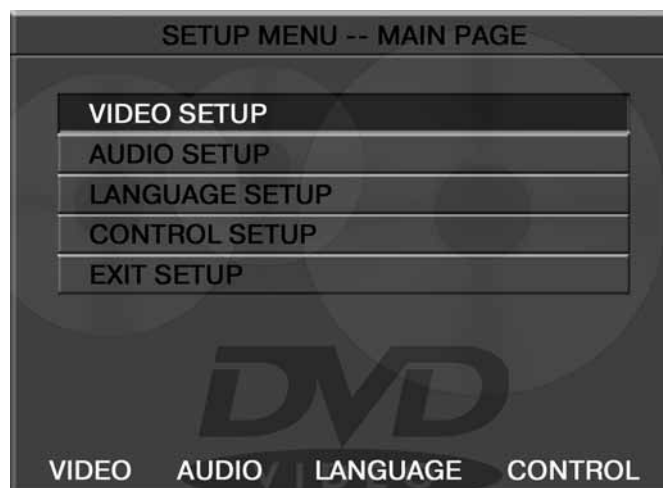 SETUP MENU -- MAIN PAGE
VIDEO SETUP
AUDIO SETUP
LANGUAGE SETUP
CONTROL SETUP
EXIT SETUP
DVD
VIDEO
VIDEO AUDIO LANGUAGE CONTROL